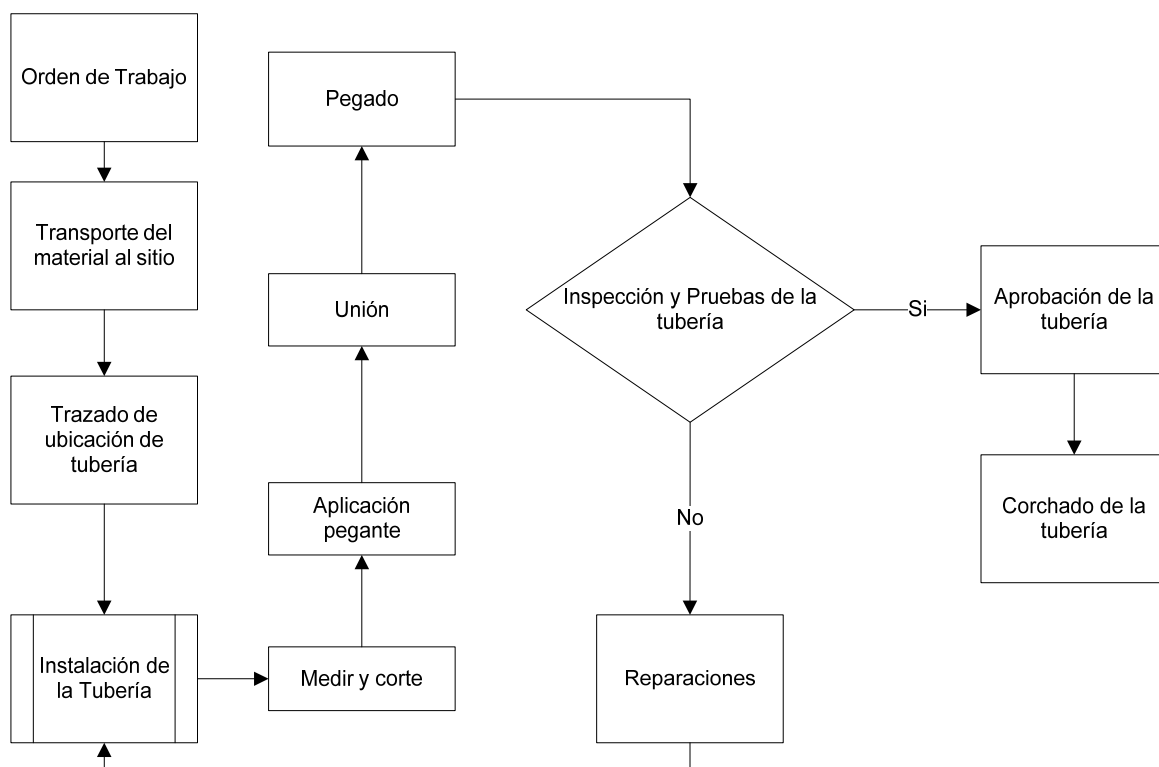 Orden de Trabajo
Transporte del
material al sitio
Trazado de
ubicación de
tubería
Instalación de
la Tubería
Medir y corte
Aplicación
pegante
Unión
Pegado
Inspección y Pruebas de la
tubería
Si
No
Reparaciones
Aprobación de la
tubería
Corchado de la
tubería